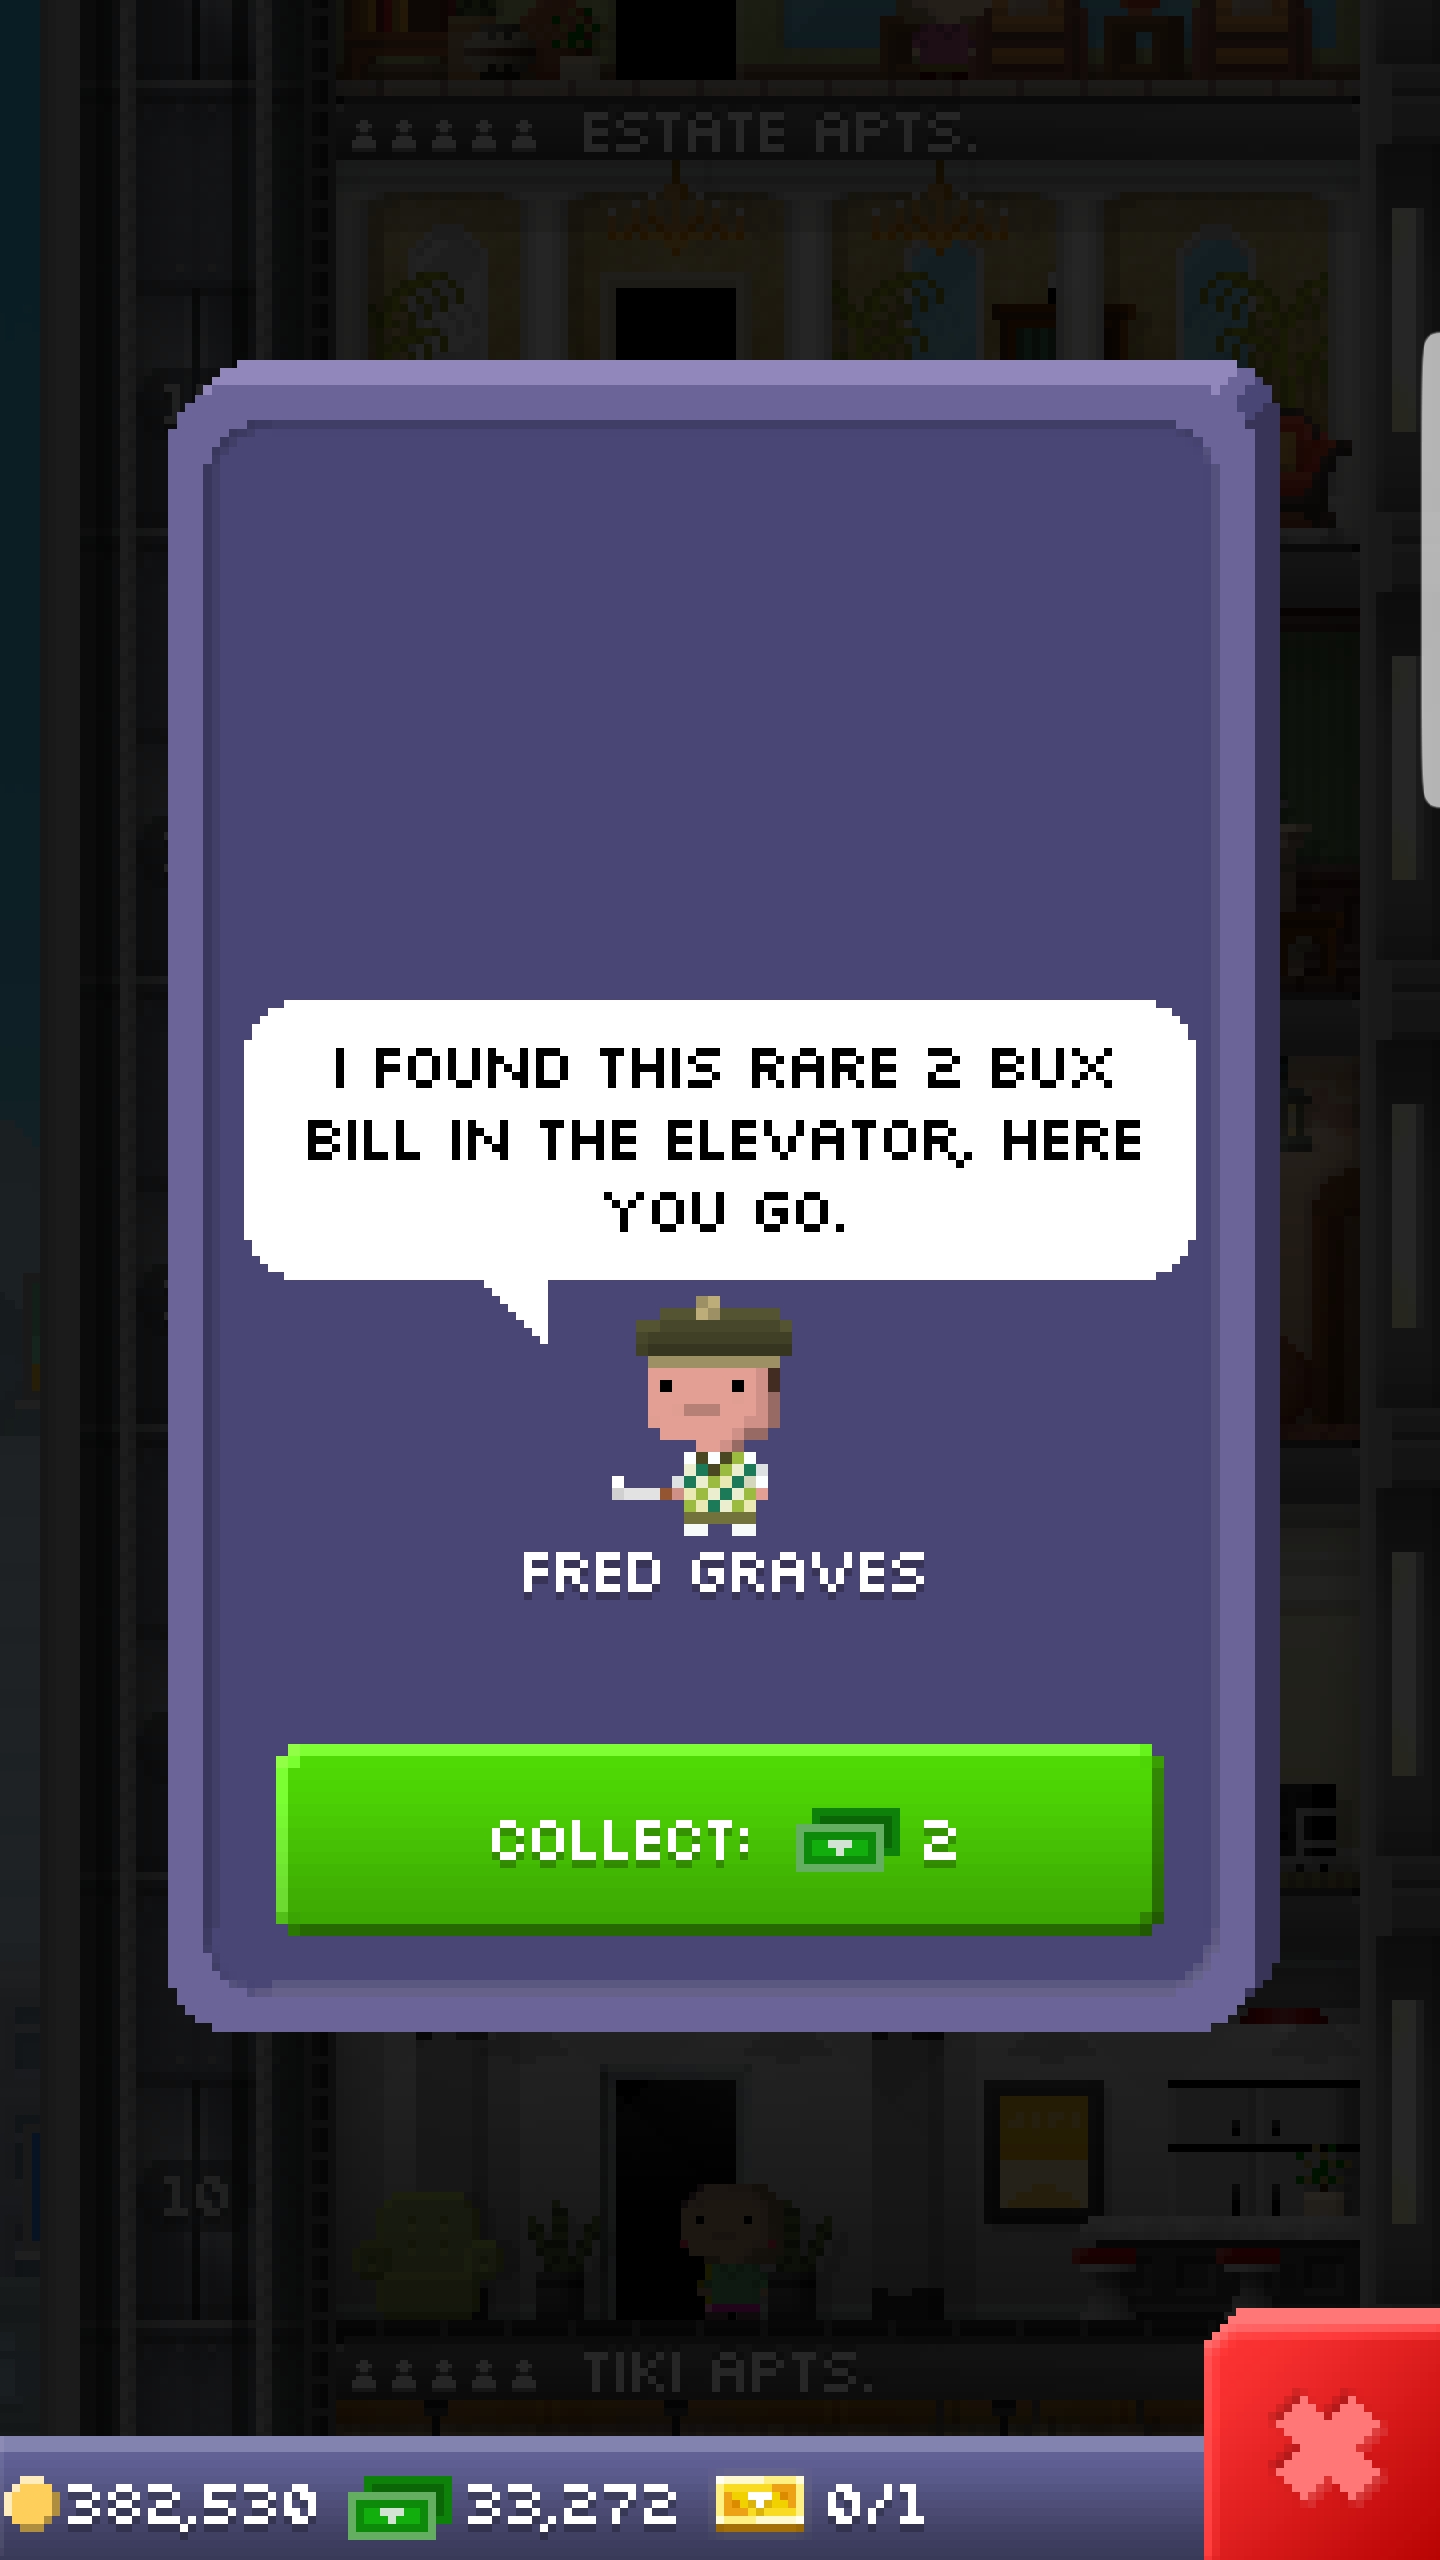 ESTATE APTS.
I FOUND THIS RARE 2 BUX
BILL IN THE ELEVATOR, HERE
YOU GO.
FRED GRAVES
COLLECT: 2
10
TIKI APTS.
382,530 33,272 0/1